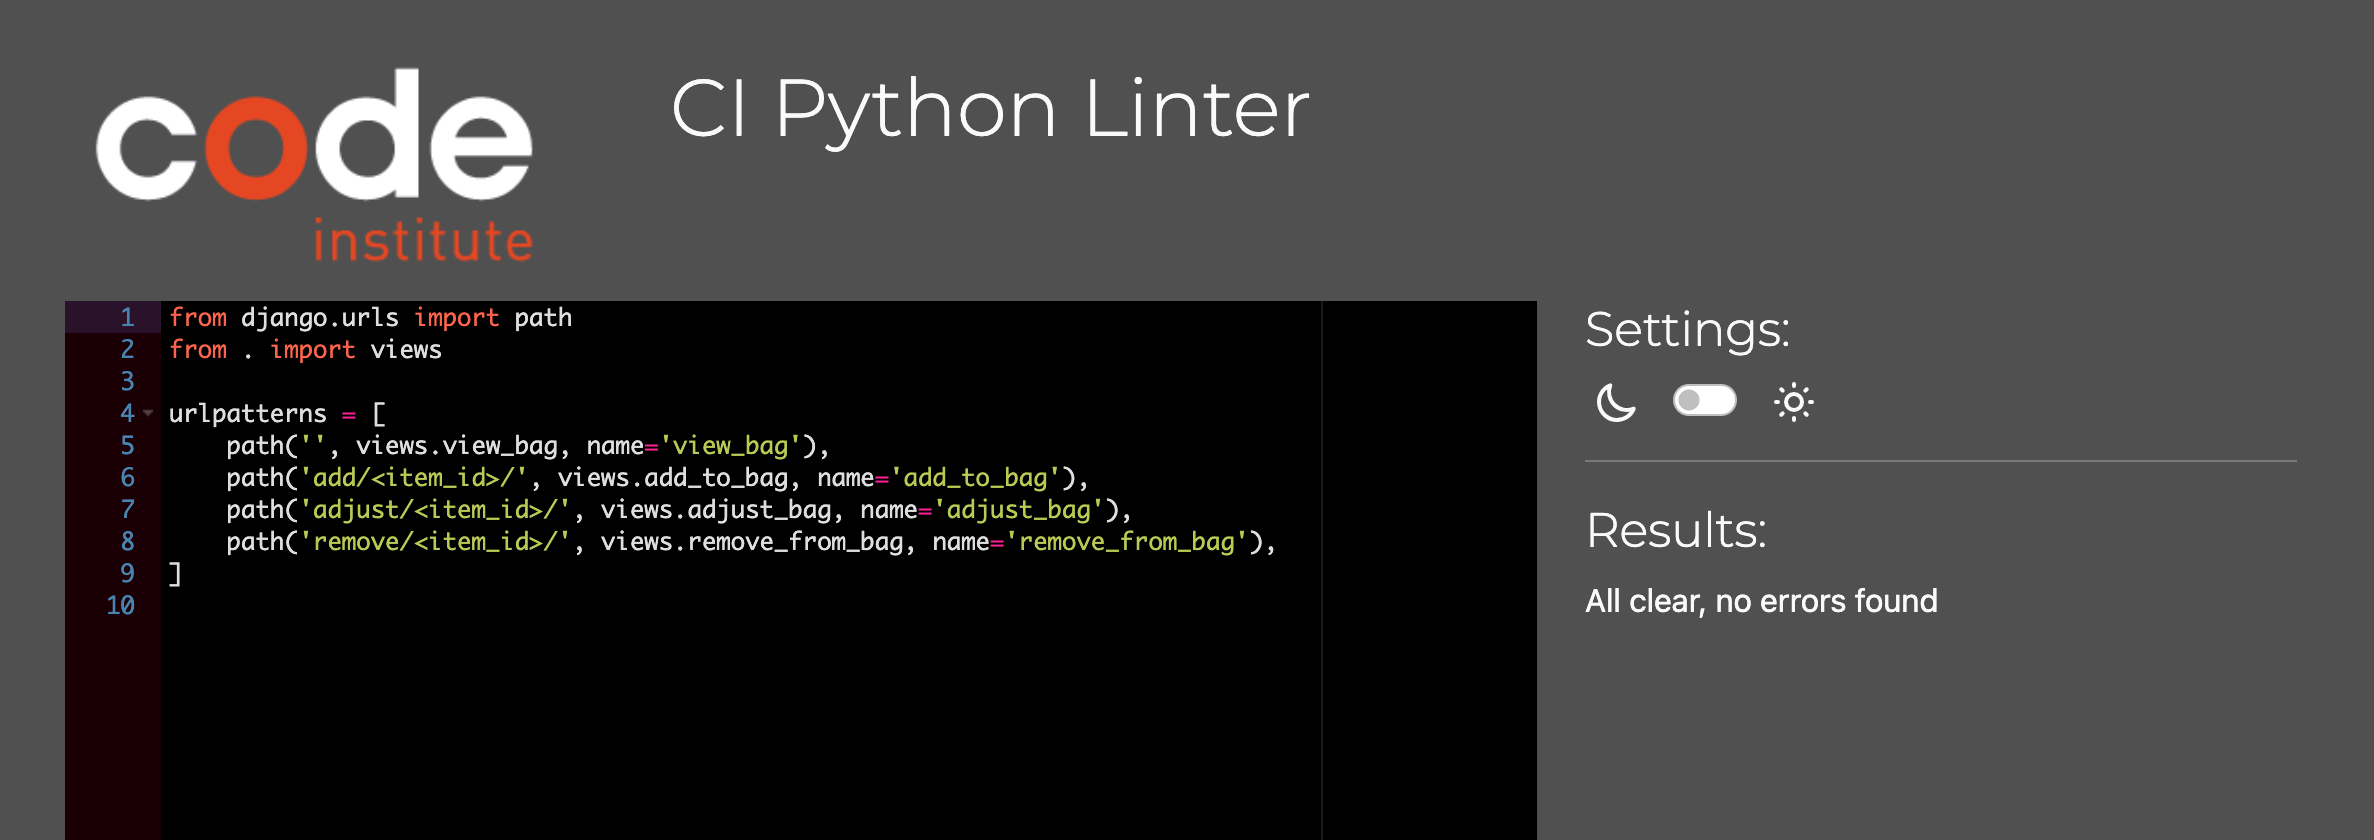 code
institute
CI Python Linter
1 from django.urls import path
2 from . import views
3
4 urlpatterns = [
5     path('', views.view_bag, name='view_bag'),
6     path('add/<item_id>/', views.add_to_bag, name='add_to_bag'),
7     path('adjust/<item_id>/', views.adjust_bag, name='adjust_bag'),
8     path('remove/<item_id>/', views.remove_from_bag, name='remove_from_bag'),
9 ]
10
Settings:
Results:
All clear, no errors found